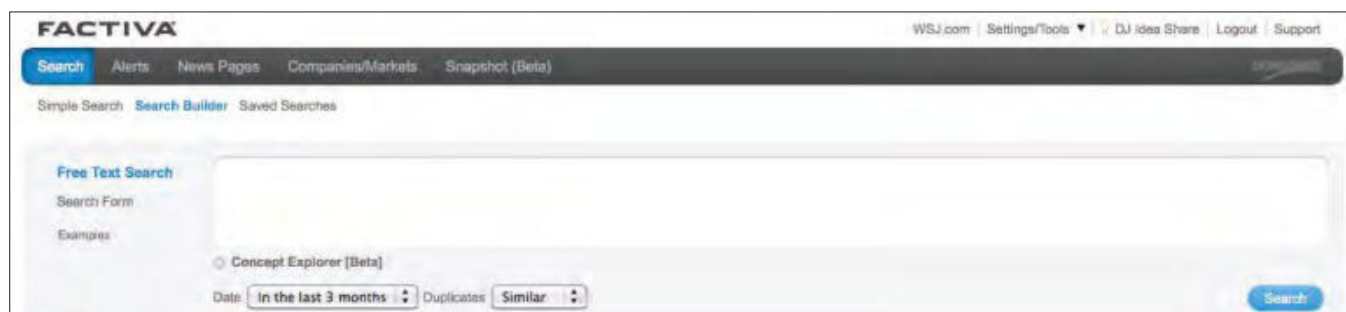 FACTIVA
WSJ.com Settings/Tools ▼ DJ Idea Share Logout Support
Search Alerts News Pages Companies/Markets Snapshot (Beta)
Simple Search Search Builder Saved Searches
Free Text Search
Search Form
Examples
Concept Explorer [Beta]
Date In the last 3 months Duplicates Similar
Search